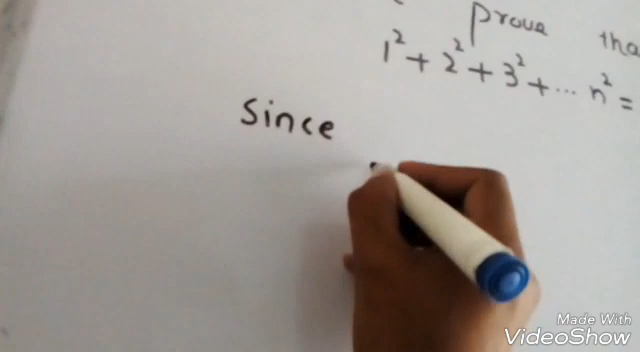 prove tha
1² + 2² + 3² + ... n² =
Since
Made With
VideoShow